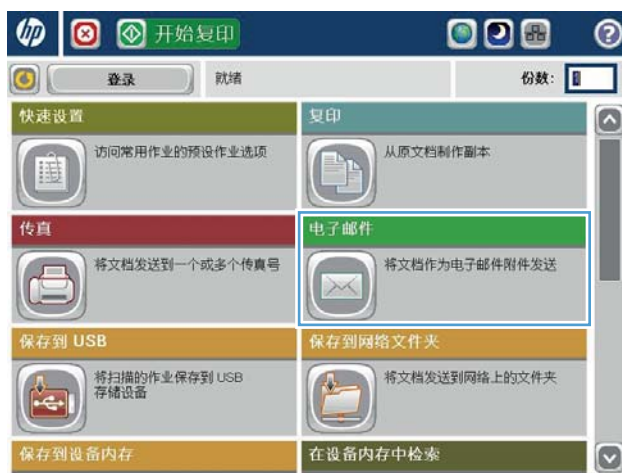 hp
开始复印
?
登录
就绪
份数:
快速设置
访问常用作业的预设作业选项
复印
从原文档制作副本
传真
将文档发送到一个或多个传真号
电子邮件
将文档作为电子邮件附件发送
保存到 USB
将扫描的作业保存到 USB
存储设备
保存到网络文件夹
将文档发送到网络上的文件夹
保存到设备内存
在设备内存中检索